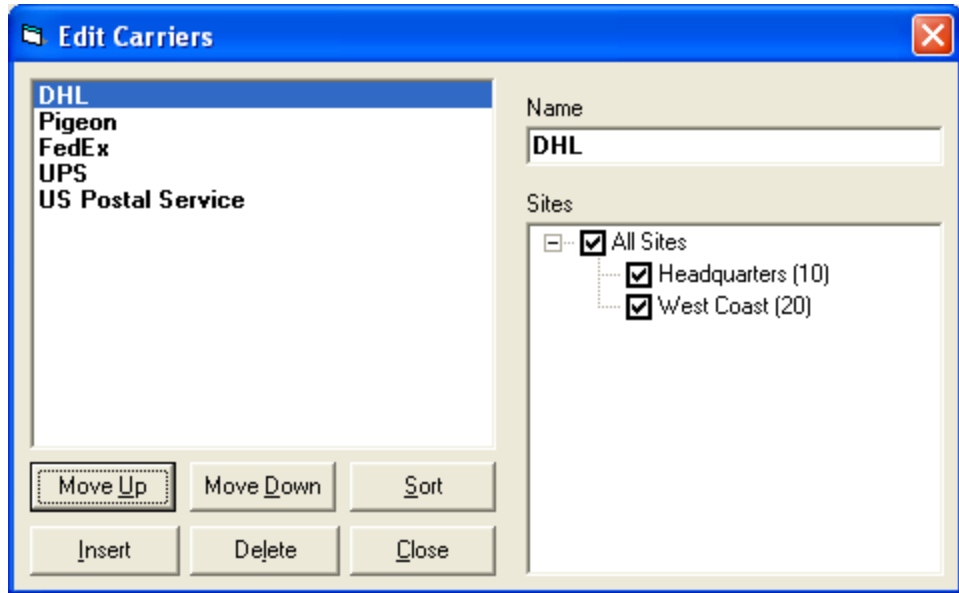 Edit Carriers
DHL
Pigeon
FedEx
UPS
US Postal Service
Name
DHL
Sites
All Sites
Headquarters (10)
West Coast (20)
Move Up
Move Down
Sort
Insert
Delete
Close